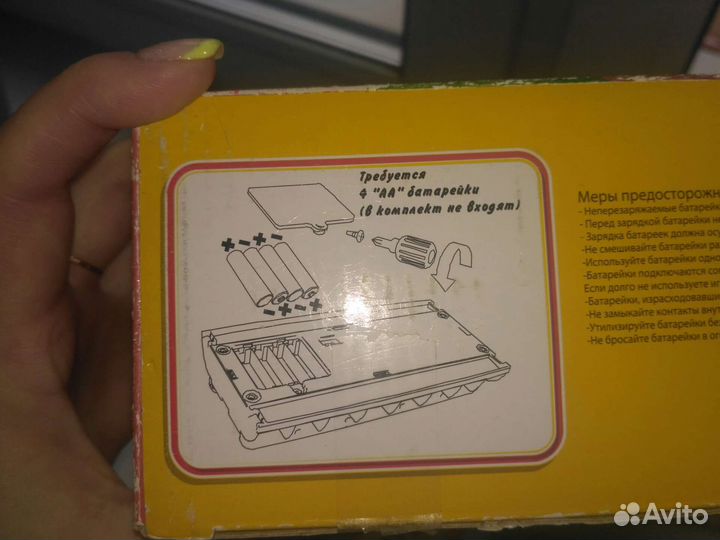 Требуется
4 "АА" батарейки
(в комплект не входят)
Меры предосторожн
- Неперезаряжаемые батарейк
- Перед зарядкой батарейки н
- Зарядка батареек должна осу
-Не смешивайте батарейки ра
-Используйте батарейки одно
-Батарейки подключаются со
Если долго не используете иг
-Батарейки, израсходовавши
-Не замыкайте контакты внут
-Утилизируйте батарейки бе
-Не бросайте батарейки в ог
Avito